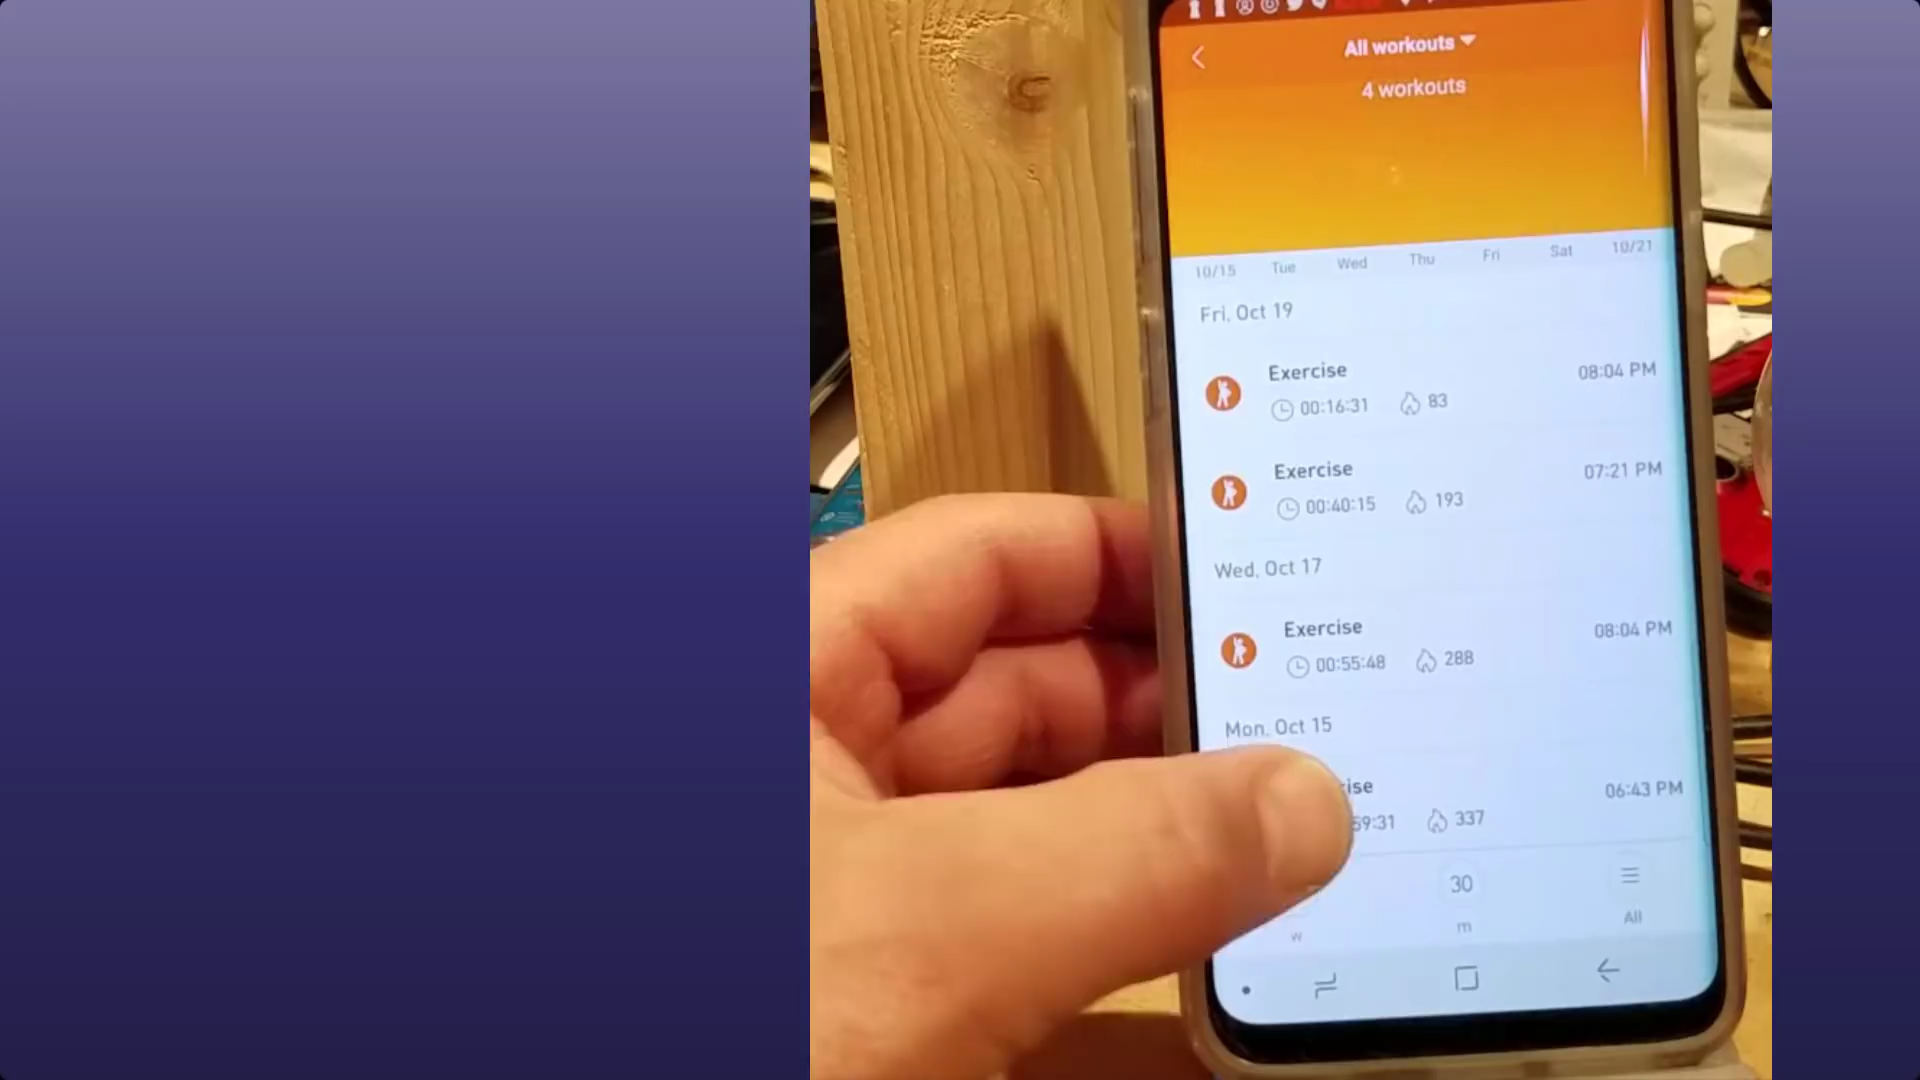 All workouts
4 workouts
10/15 Tue Wed Thu Fri Sat 10/21
Fri, Oct 19
Exercise 08:04 PM
00:16:31 83
Exercise 07:21 PM
00:40:15 193
Wed, Oct 17
Exercise 08:04 PM
00:55:48 288
Mon, Oct 15
ise 06:43 PM
59:31 337
30
w m All